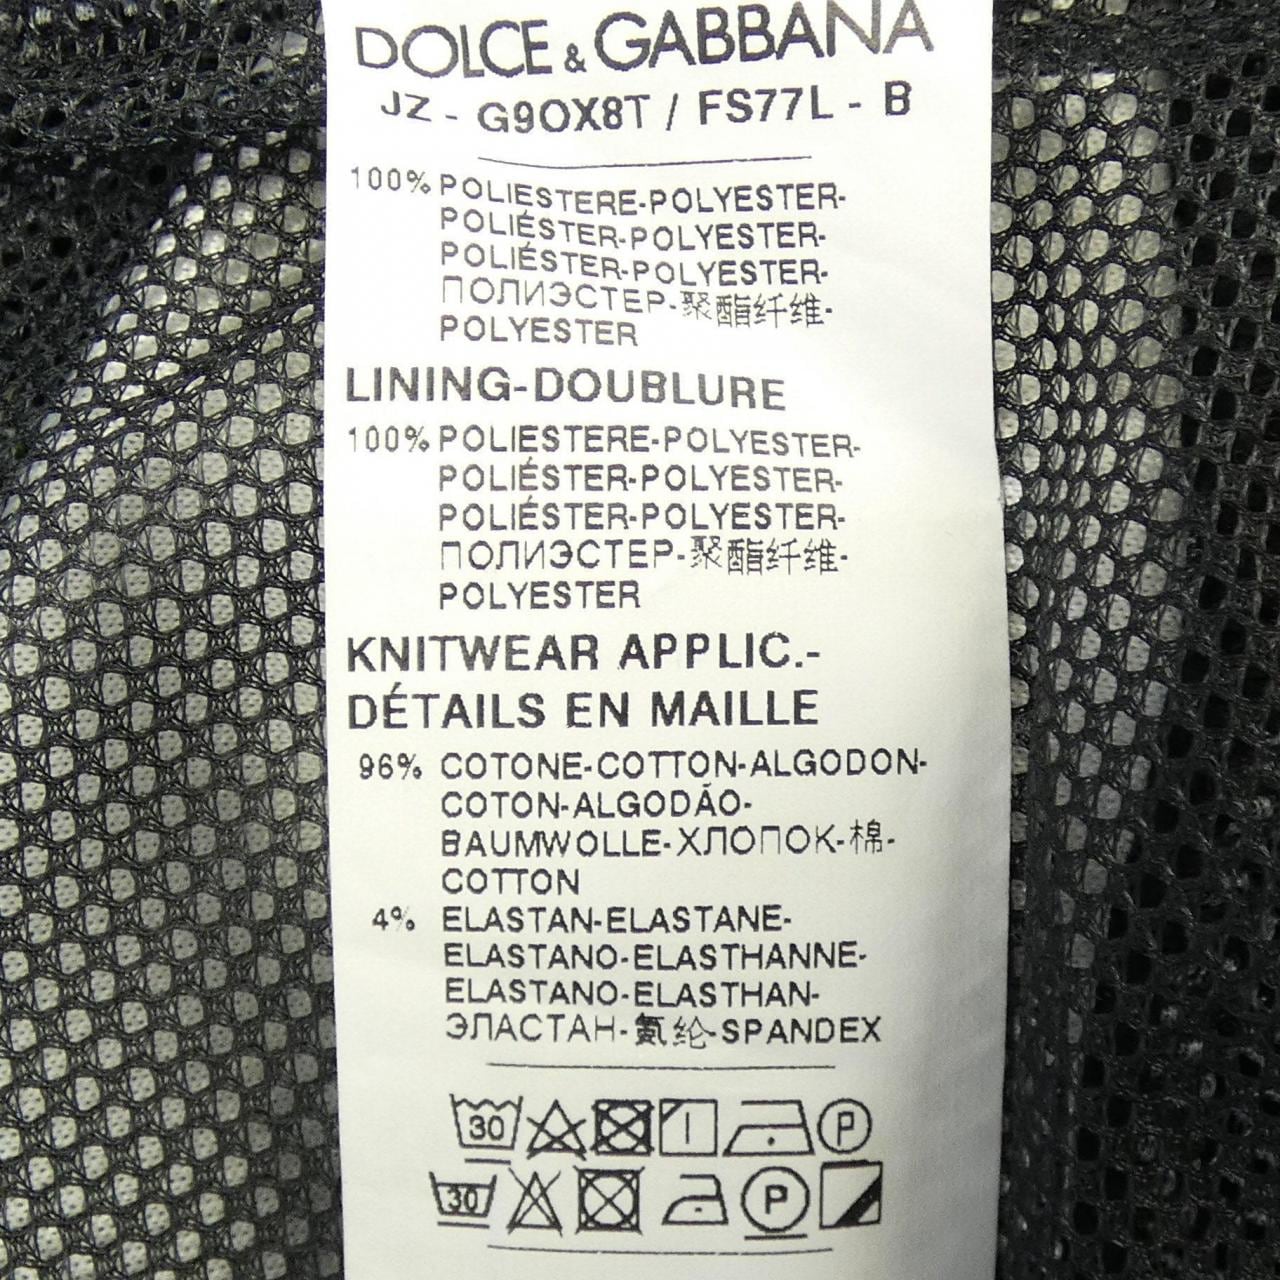 DOLCE & GABBANA
JZ - G9OX8T / FS77L - B
100% POLIESTERE-POLYESTER-
POLIÉSTER-POLYESTER-
POLIÉSTER-POLYESTER-
ПОЛИЭСТЕР-聚酯纤维-
POLYESTER
LINING-DOUBLURE
100% POLIESTERE-POLYESTER-
POLIÉSTER-POLYESTER-
POLIÉSTER-POLYESTER-
ПОЛИЭСТЕР-聚酯纤维-
POLYESTER
KNITWEAR APPLIC.-
DÉTAILS EN MAILLE
96% COTONE-COTTON-ALGODON-
COTON-ALGODÃO-
BAUMWOLLE-ХЛОПОК-棉-
COTTON
4% ELASTAN-ELASTANE-
ELASTANO-ELASTHANNE-
ELASTANO-ELASTHAN-
ЭЛАСТАН-氨纶-SPANDEX
30 P
30 P